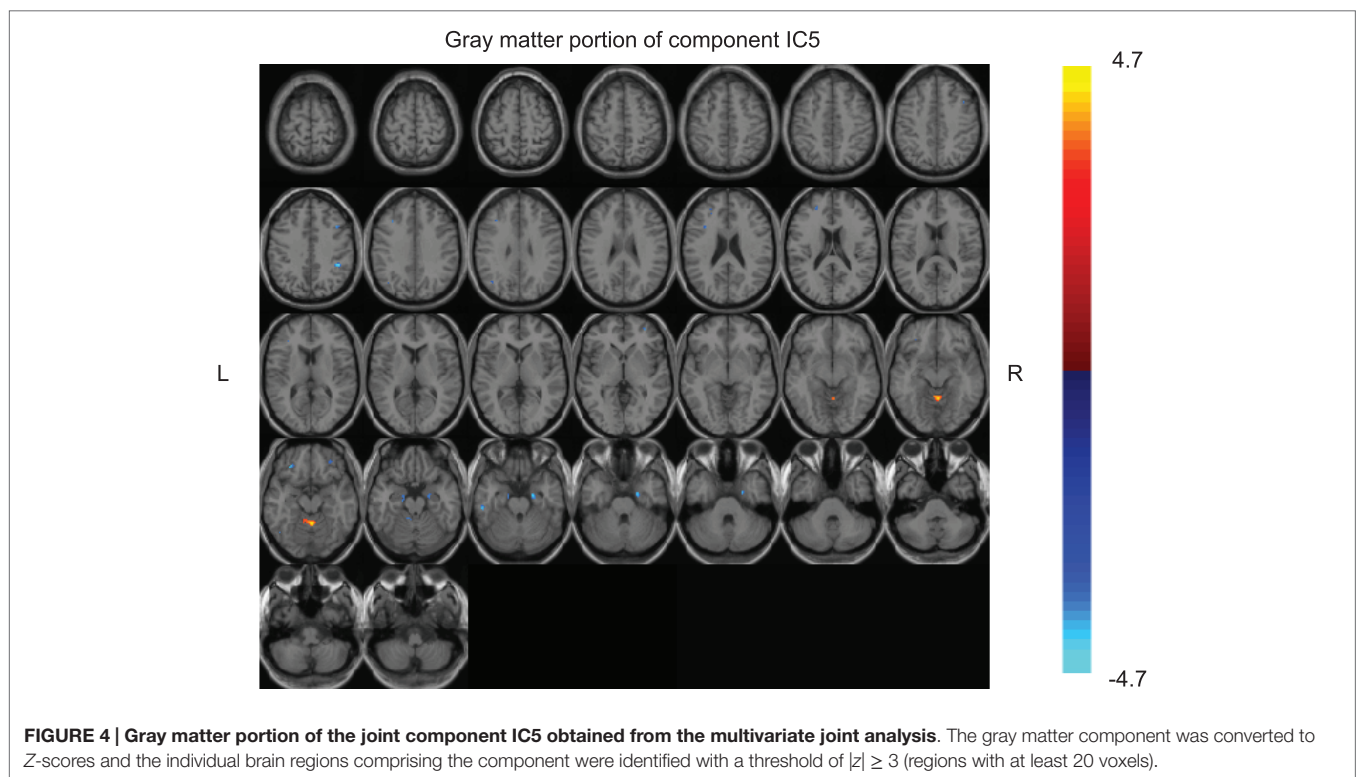 Gray matter portion of component IC5
4.7
L
R
-4.7
FIGURE 4 | Gray matter portion of the joint component IC5 obtained from the multivariate joint analysis. The gray matter component was converted to
Z-scores and the individual brain regions comprising the component were identified with a threshold of |z| ≥ 3 (regions with at least 20 voxels).